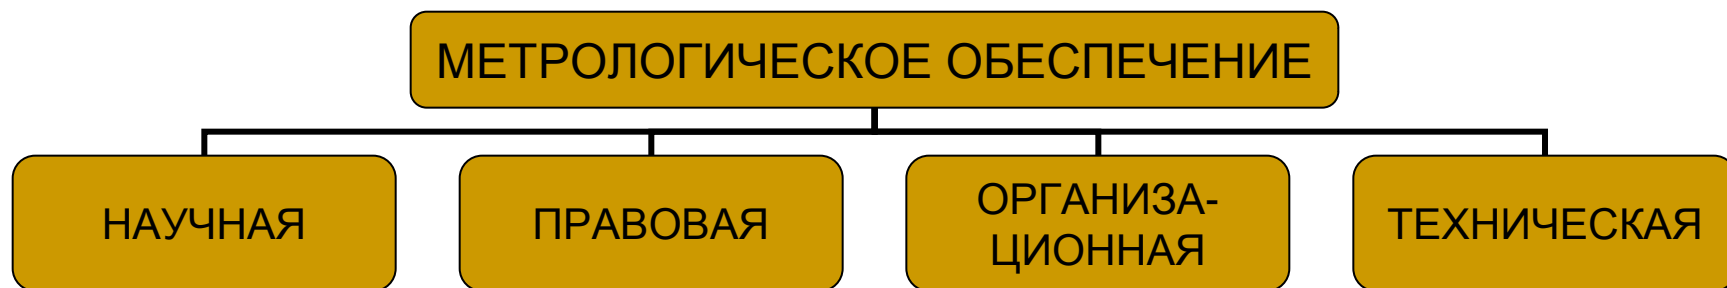 МЕТРОЛОГИЧЕСКОЕ ОБЕСПЕЧЕНИЕ
НАУЧНАЯ
ПРАВОВАЯ
ОРГАНИЗА-
ЦИОННАЯ
ТЕХНИЧЕСКАЯ